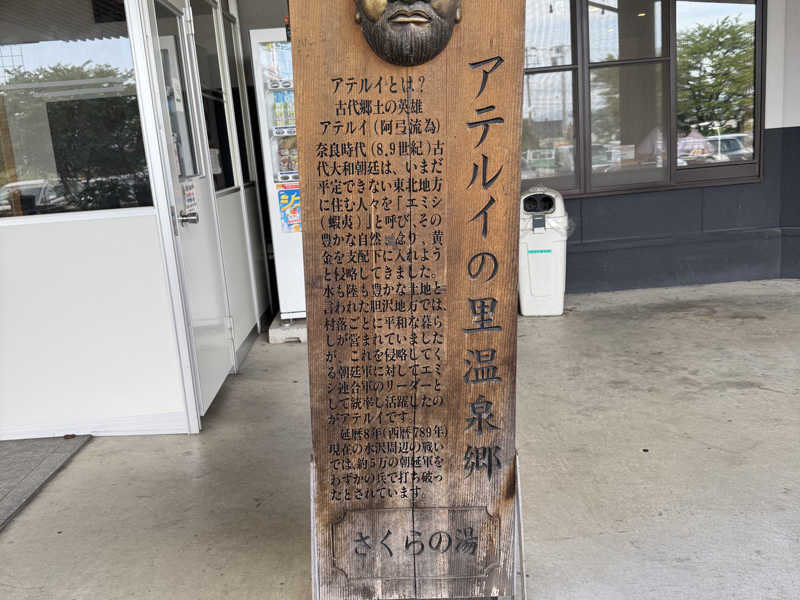 アテルイの里温泉郷
アテルイとは?
古代郷土の英雄
アテルイ(阿弖流為)
奈良時代(8.9世紀)古
代大和朝廷は、いまだ
平定できない東北地方
に住む人々を「エミシ
(蝦夷)」と呼び、その
豊かな自然 念り、黄
金を支配下に入れよう
と侵略してきました。
水も陸も豊かな土地と
言われた胆沢地方では、
村落ごとに平和な暮ら
しが営まれていました
が、これを侵略してく
る朝廷軍に対してエミ
シ連合軍のリーダーと
して統率し活躍したの
がアテルイです。
延暦8年(西暦789年)
現在の水沢周辺の戦い
では、約5万の朝廷軍を
わずかの兵で打ち破っ
たとされています。
さくらの湯